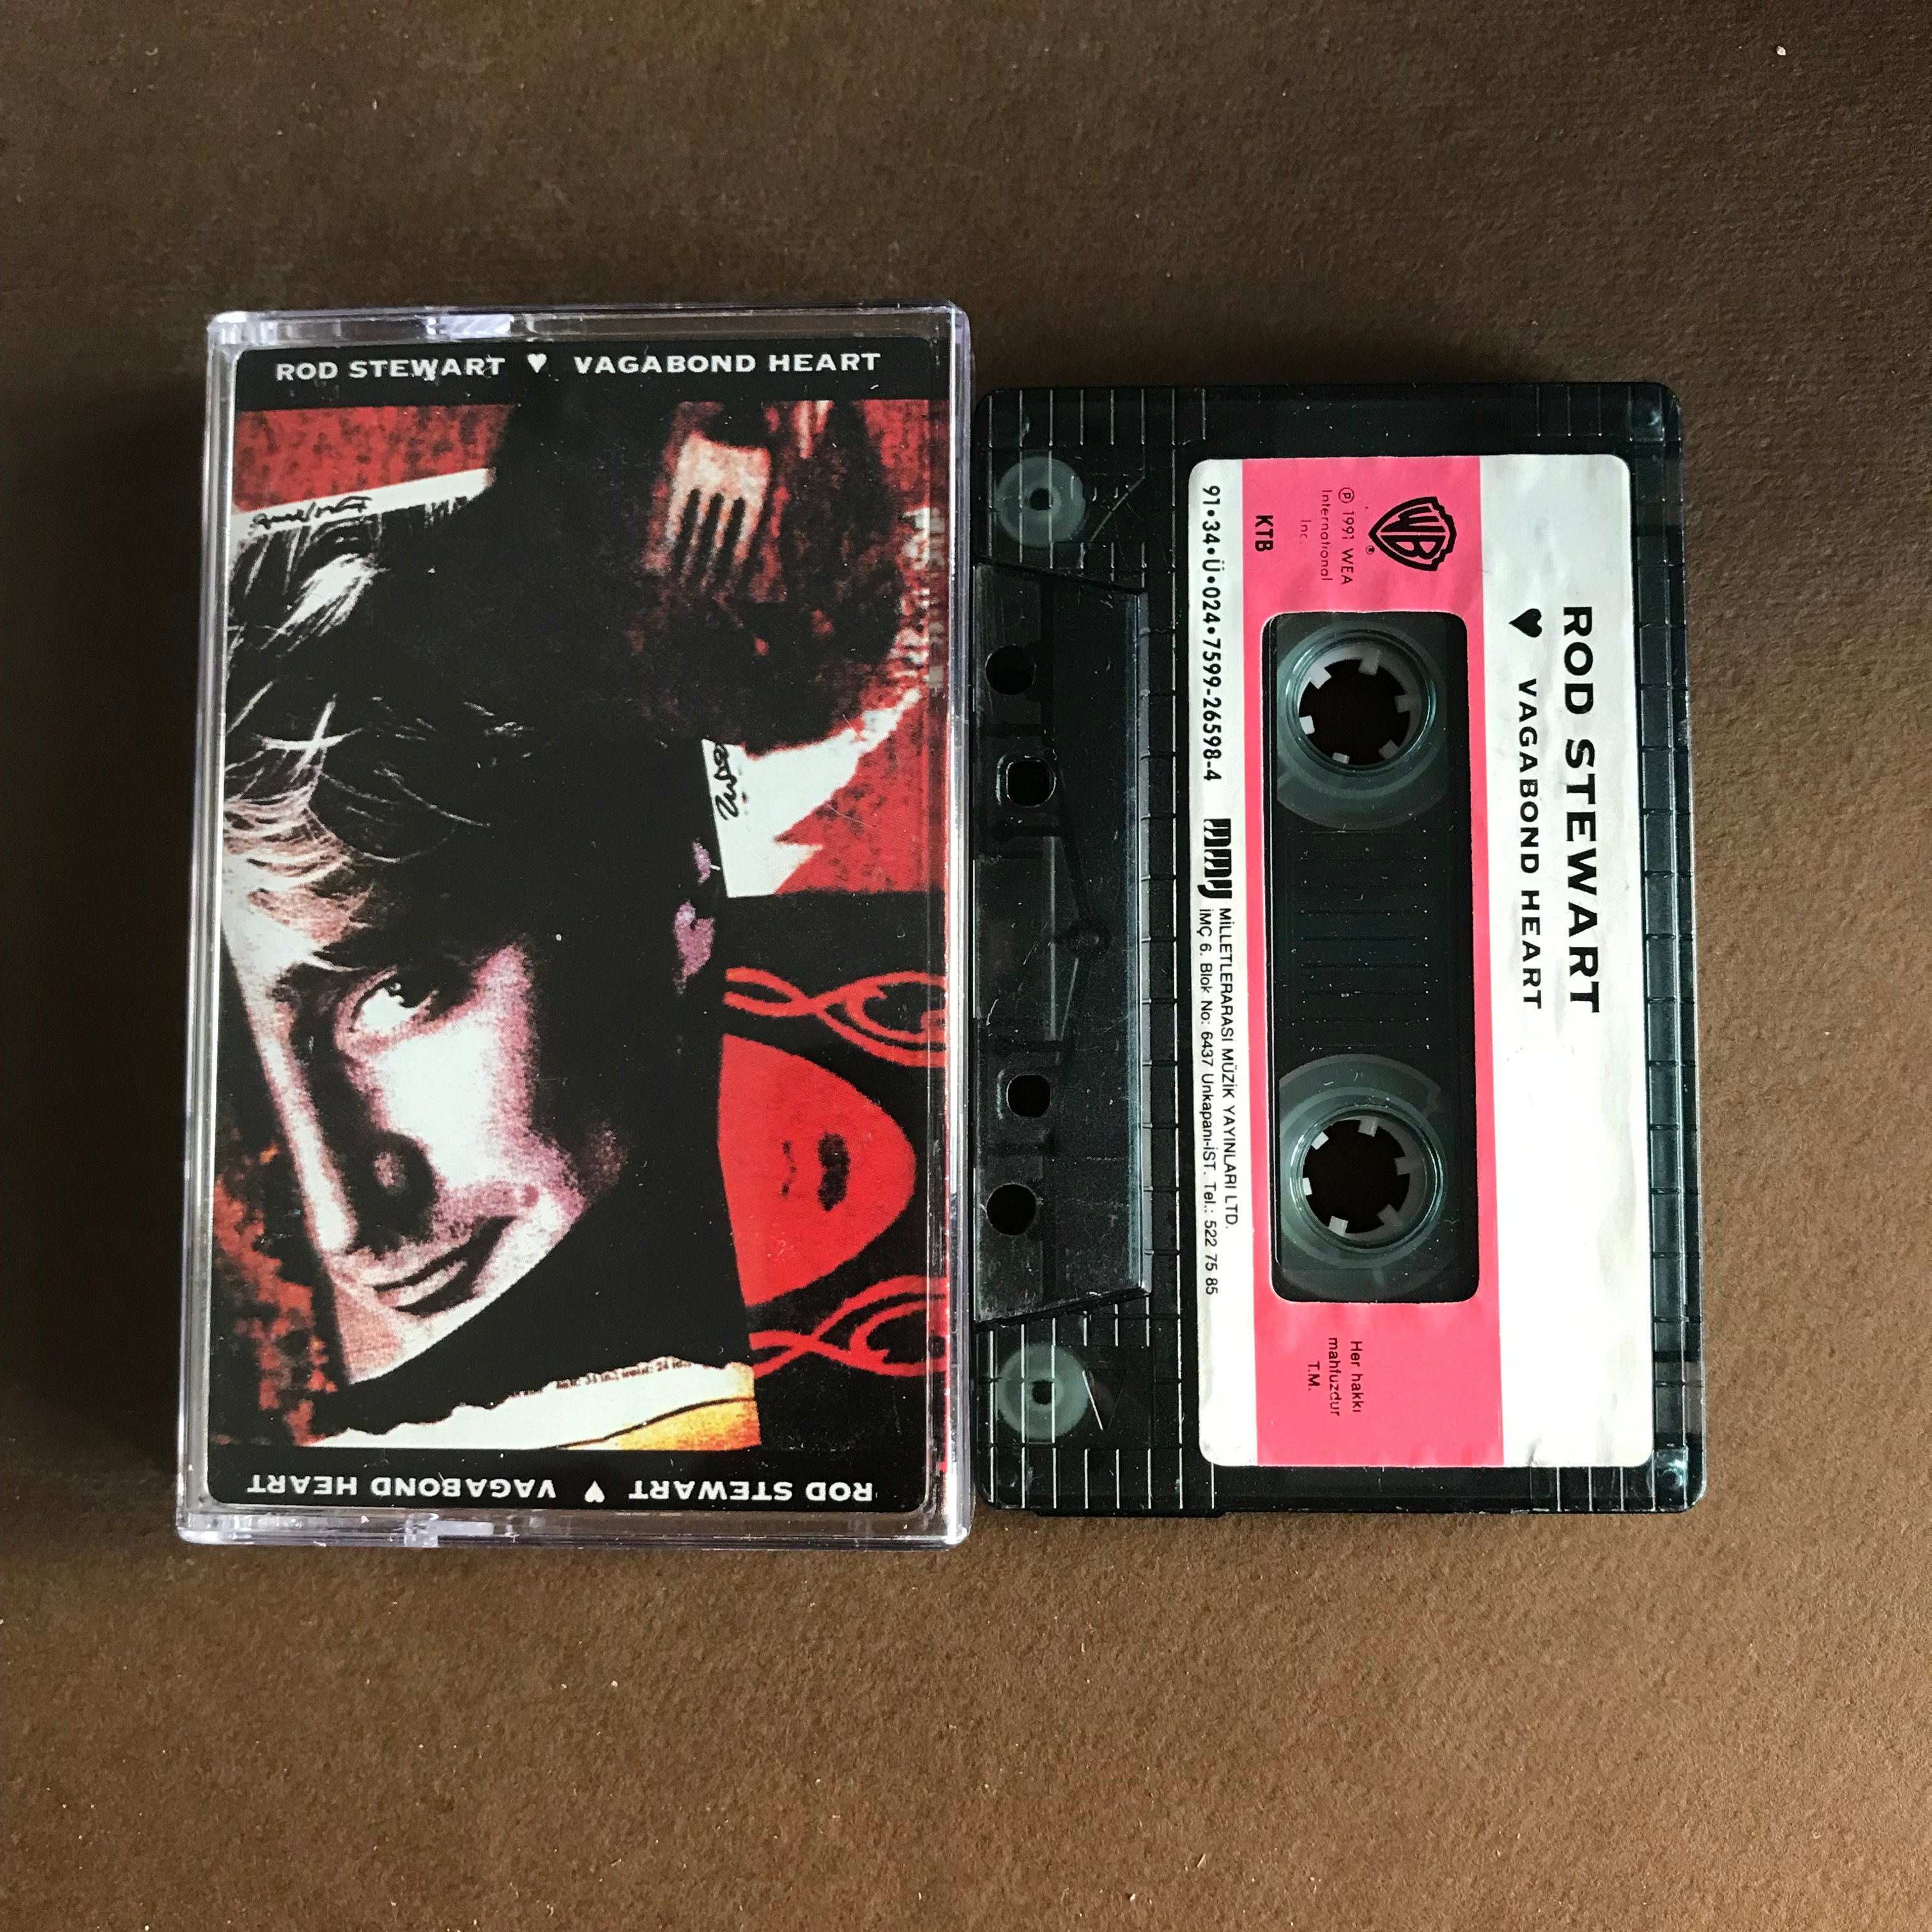 ROD STEWART ♥ VAGABOND HEART
ROD STEWART ♥ VAGABOND HEART
ROD STEWART
♥ VAGABOND HEART
WB
®
℗ 1991 WEA
International
Inc.
KTB
Her hakkı
mahfuzdur
T.M.
91•34•Ü•024•7599-26598-4
MMY
MİLLETLERARASI MÜZİK YAYINLARI LTD.
İMÇ 6. Blok No: 6437 Unkapanı-İST. Tel.: 522 75 85